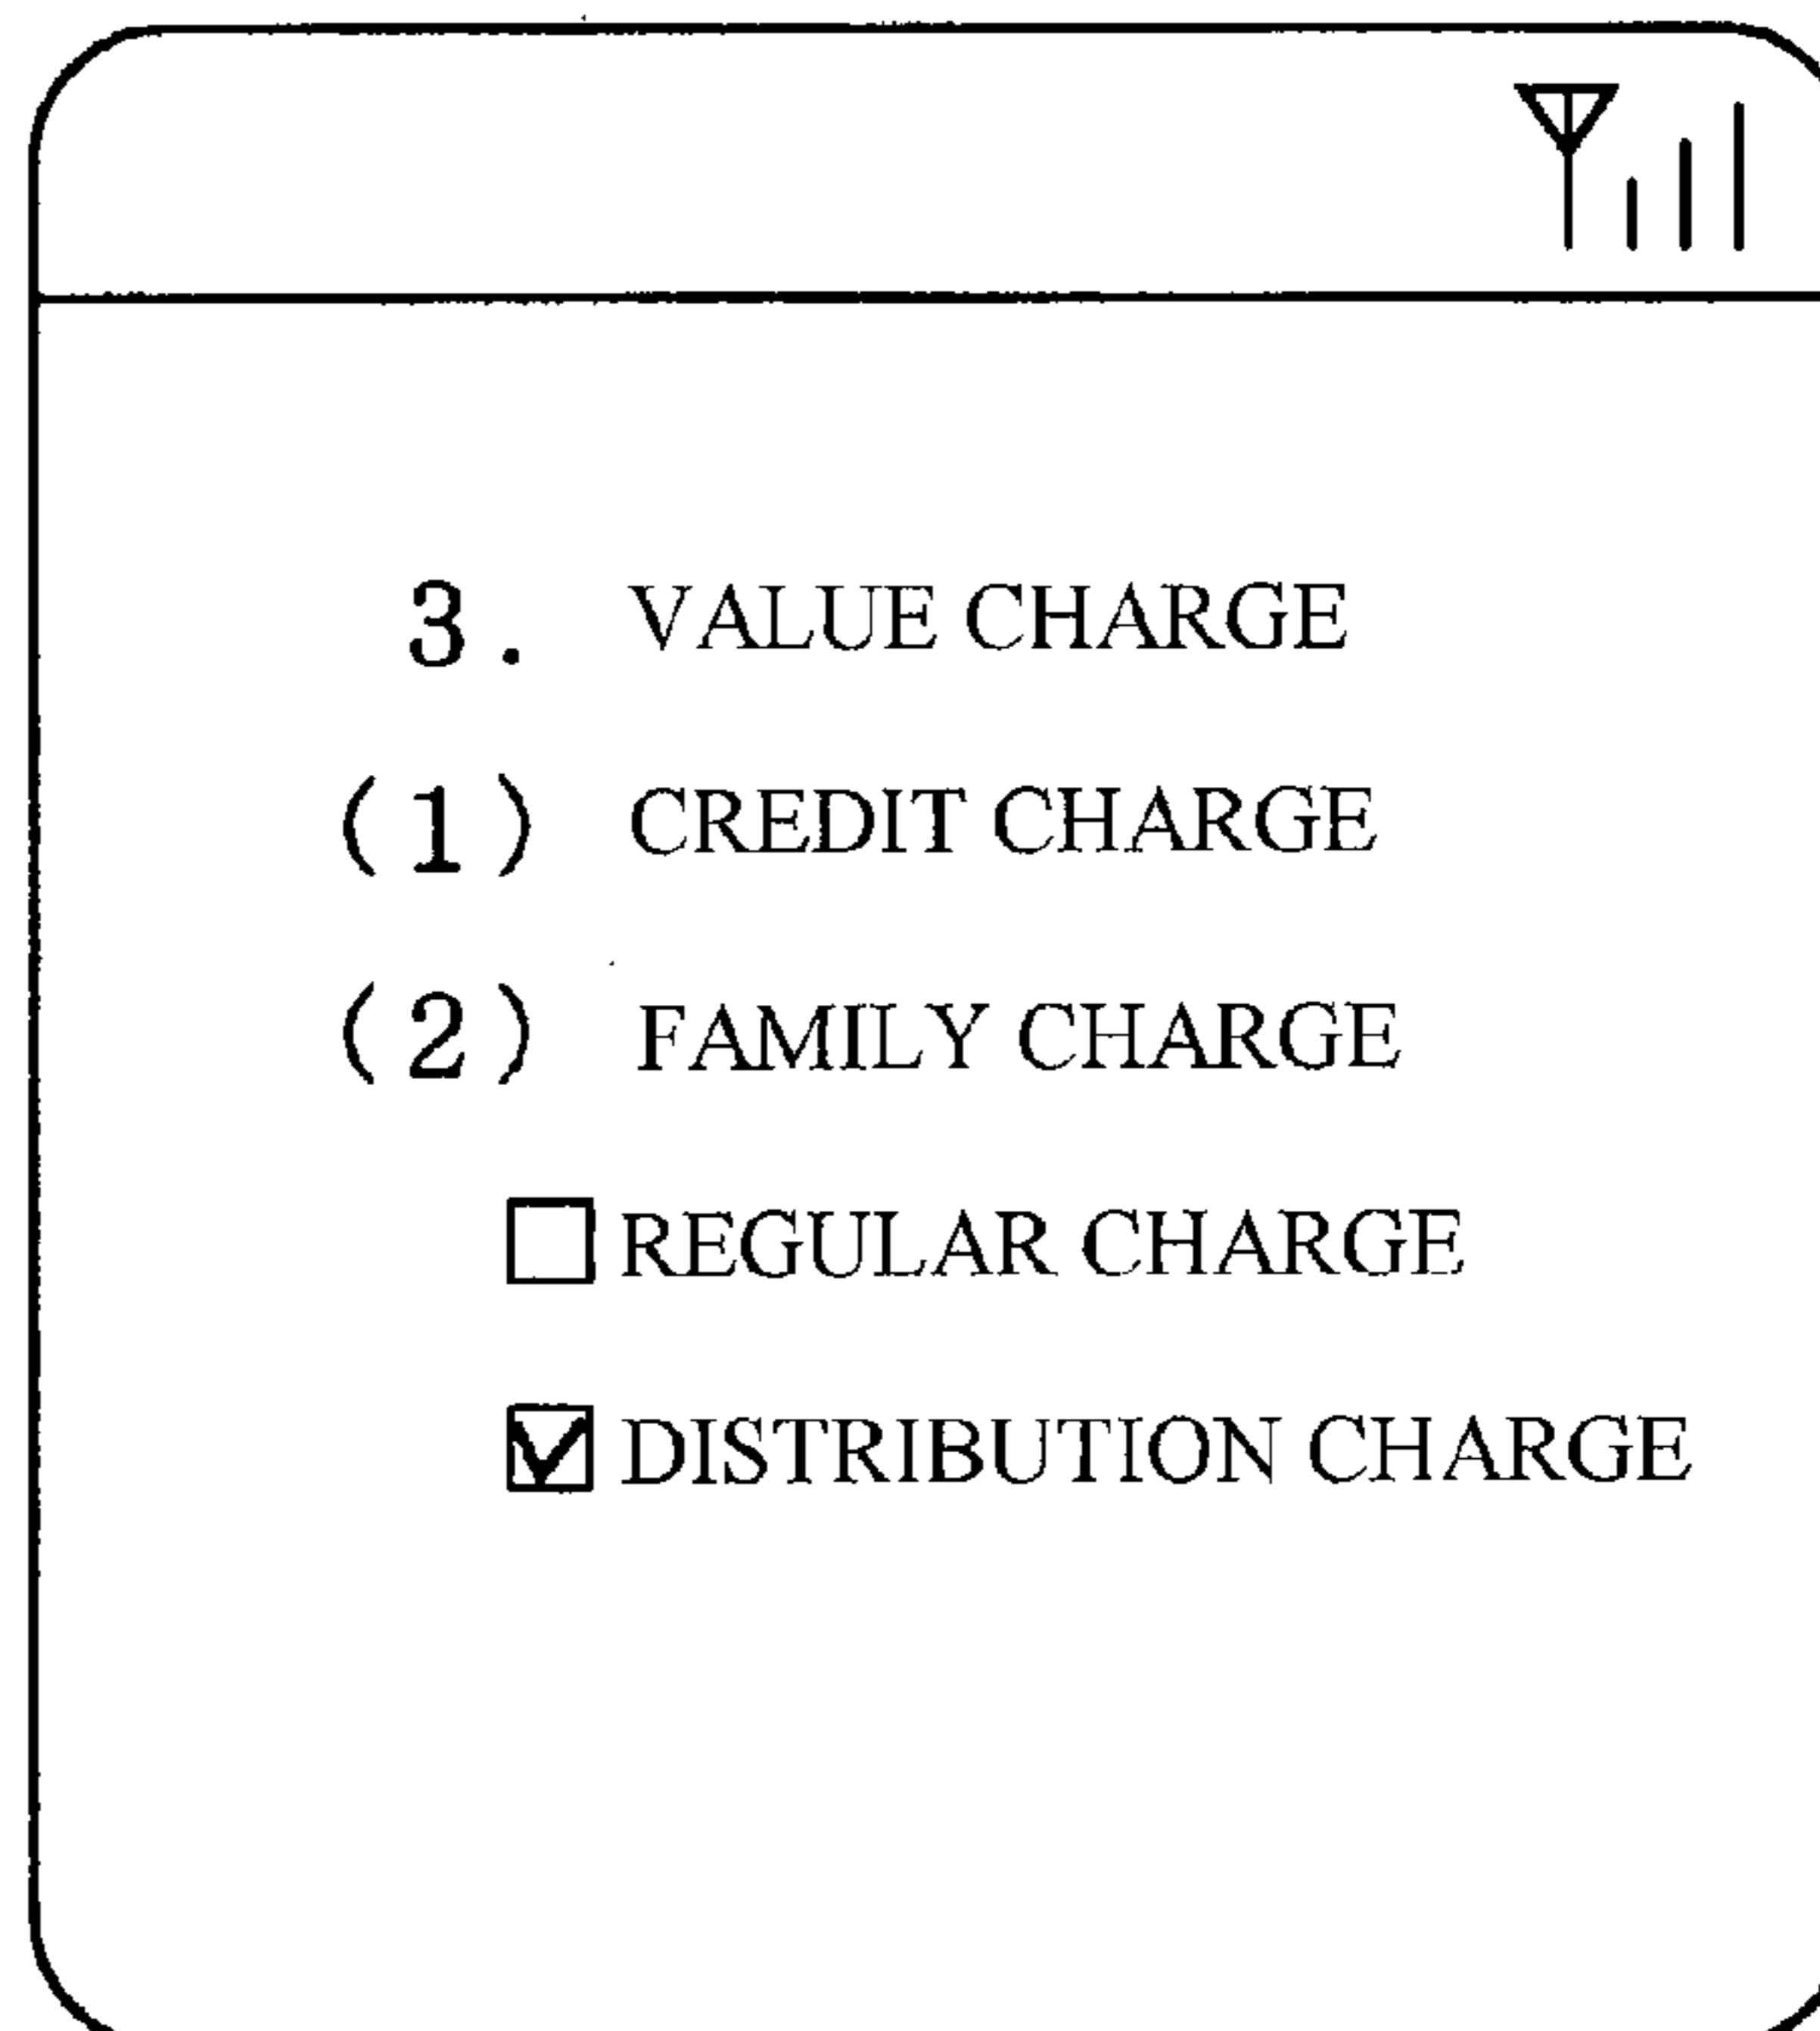 3. VALUE CHARGE
(1) CREDIT CHARGE
(2) FAMILY CHARGE
REGULAR CHARGE
DISTRIBUTION CHARGE